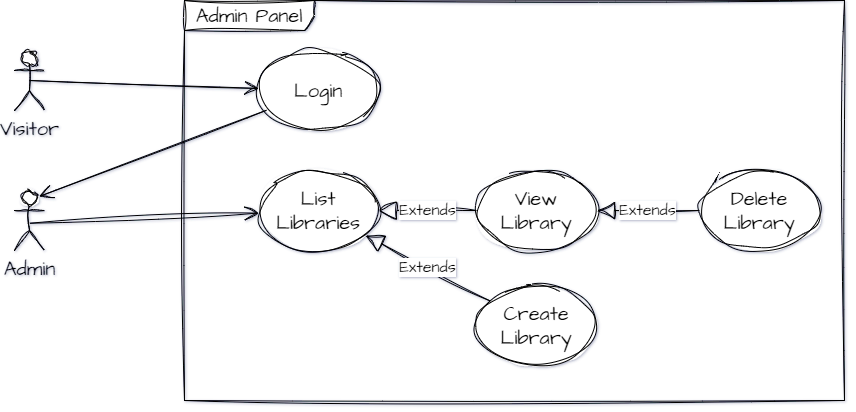 Admin Panel
Visitor
Login
Admin
List
Libraries
Extends
View
Library
Extends
Delete
Library
Extends
Create
Library